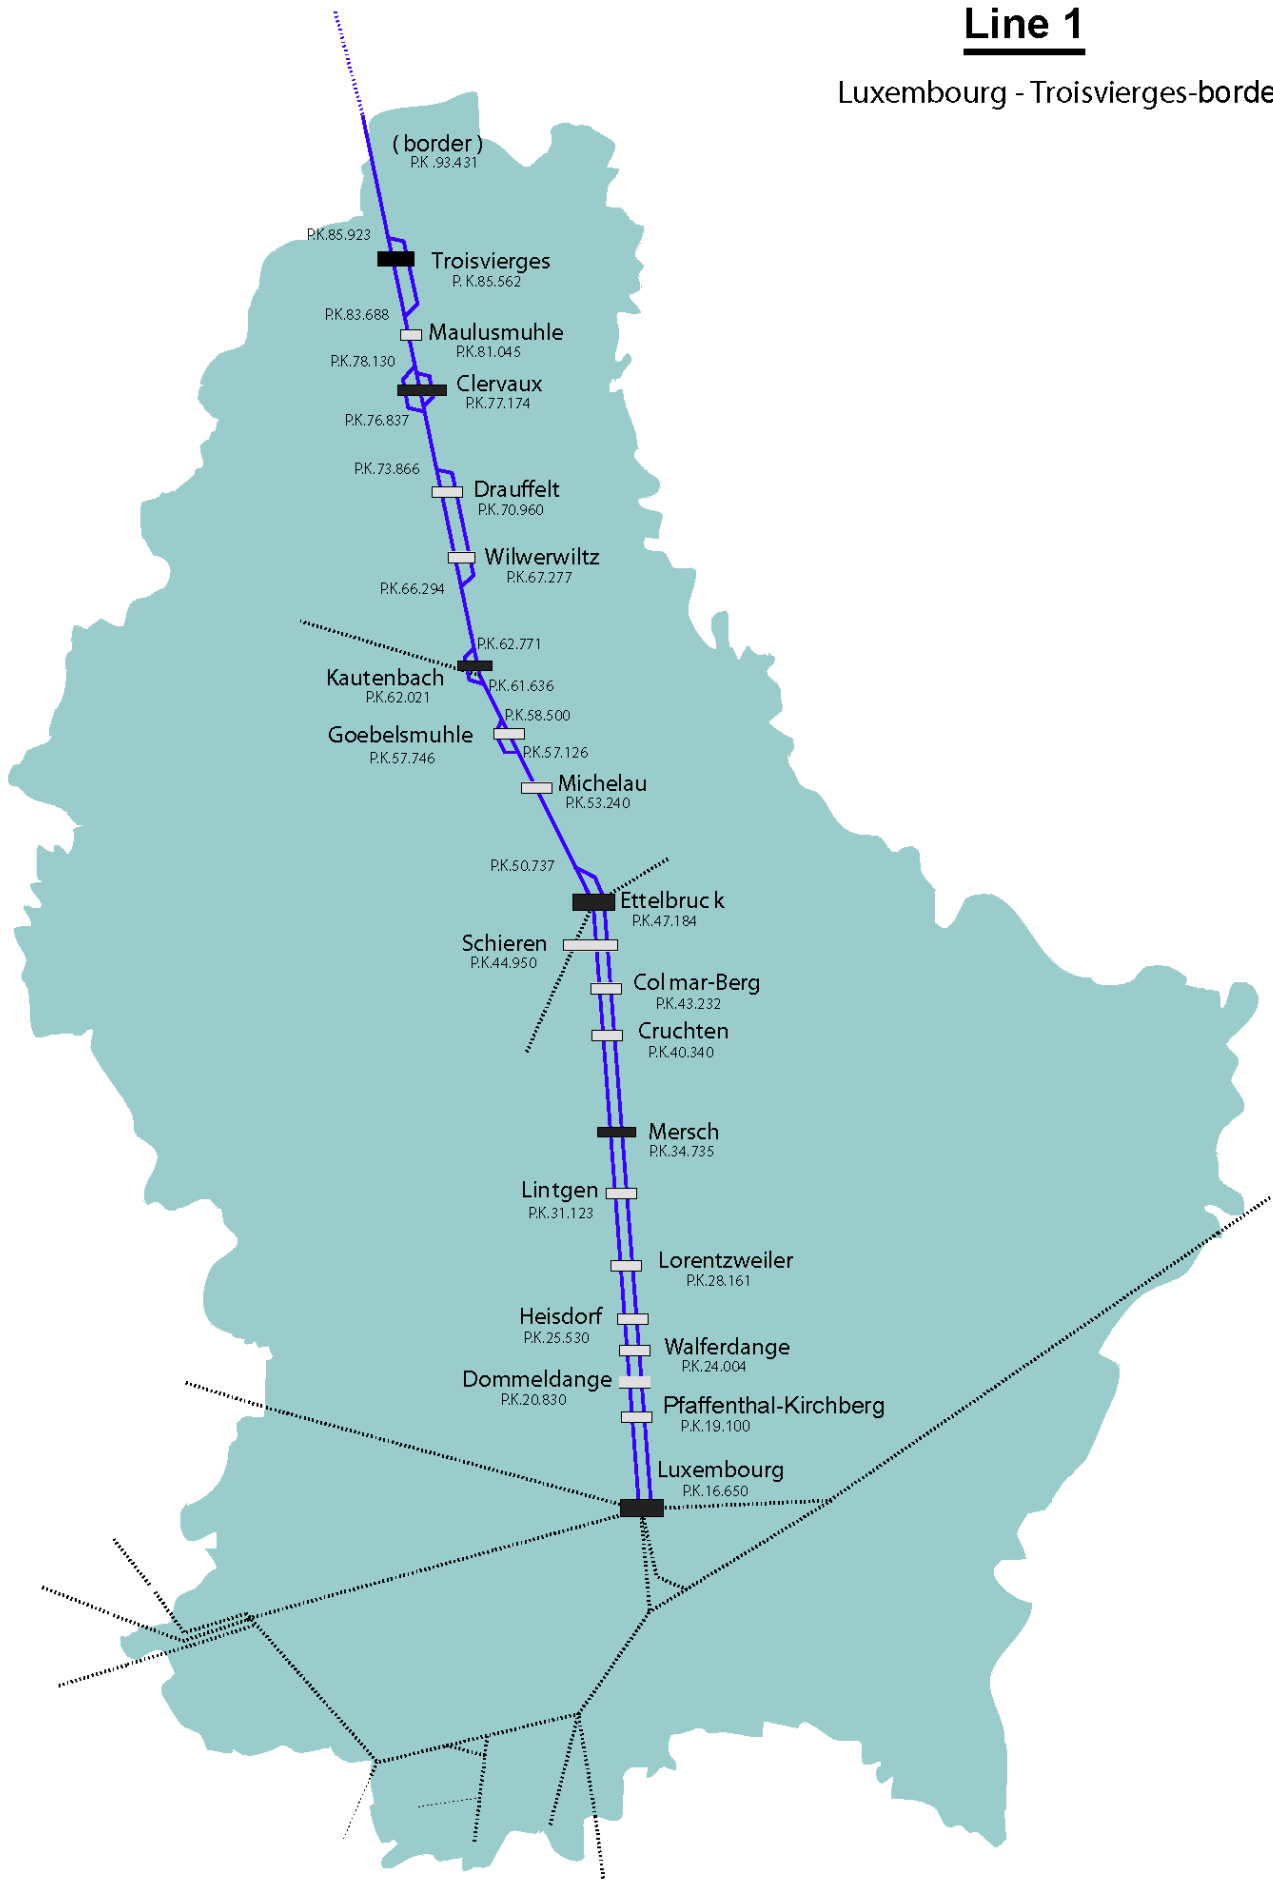 Line 1
Luxembourg - Troisvierges-borde
( border )
P.K .93.431
P.K.85.923
Troisvierges
P. K.85.562
P.K.83.688
Maulusmuhle
P.K.81.045
P.K.78.130
Clervaux
P.K.77.174
P.K.76.837
P.K.73.866
Drauffelt
P.K.70.960
Wilwerwiltz
P.K.67.277
P.K.66.294
P.K.62.771
Kautenbach
P.K.62.021
P.K.61.636
P.K.58.500
Goebelsmuhle
P.K.57.746
P.K.57.126
Michelau
P.K.53.240
P.K.50.737
Ettelbruc k
P.K.47.184
Schieren
P.K.44.950
Col mar-Berg
P.K.43.232
Cruchten
P.K.40.340
Mersch
P.K.34.735
Lintgen
P.K.31.123
Lorentzweiler
P.K.28.161
Heisdorf
P.K.25.530
Walferdange
P.K.24.004
Dommeldange
P.K.20.830
Pfaffenthal-Kirchberg
P.K.19.100
Luxembourg
P.K.16.650